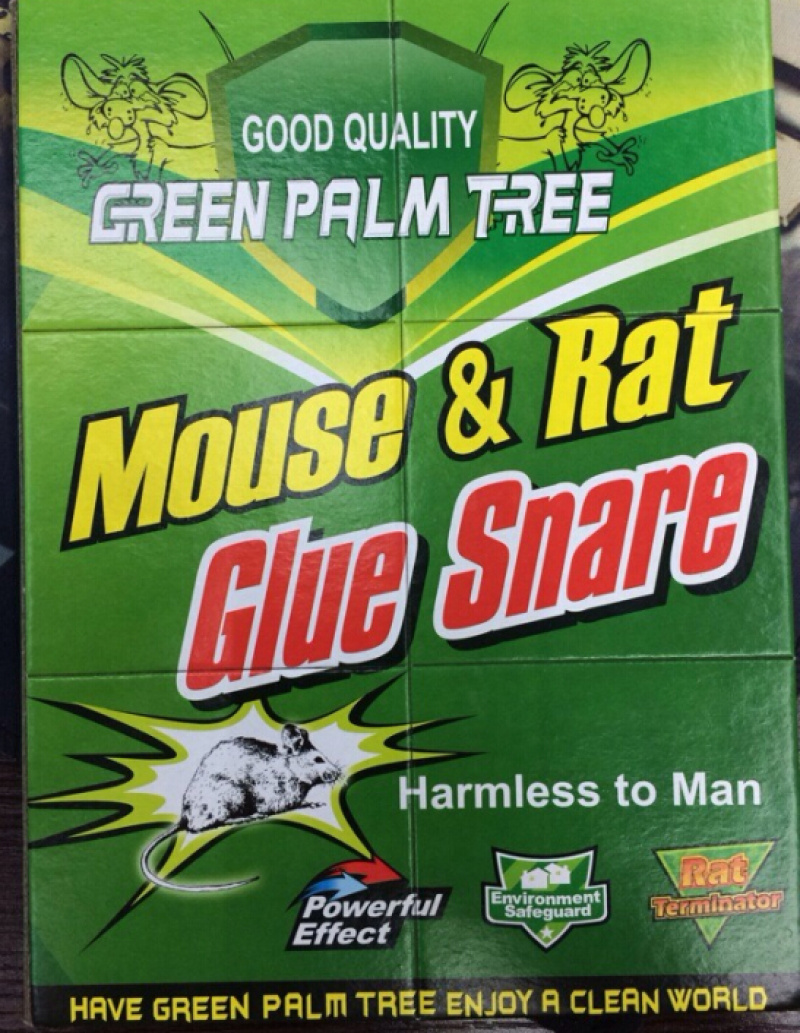 GOOD QUALITY
GREEN PALM TREE
Mouse & Rat
Glue Snare
Harmless to Man
Powerful
Effect
Environment
Safeguard
Rat
Terminator
HAVE GREEN PALM TREE ENJOY A CLEAN WORLD